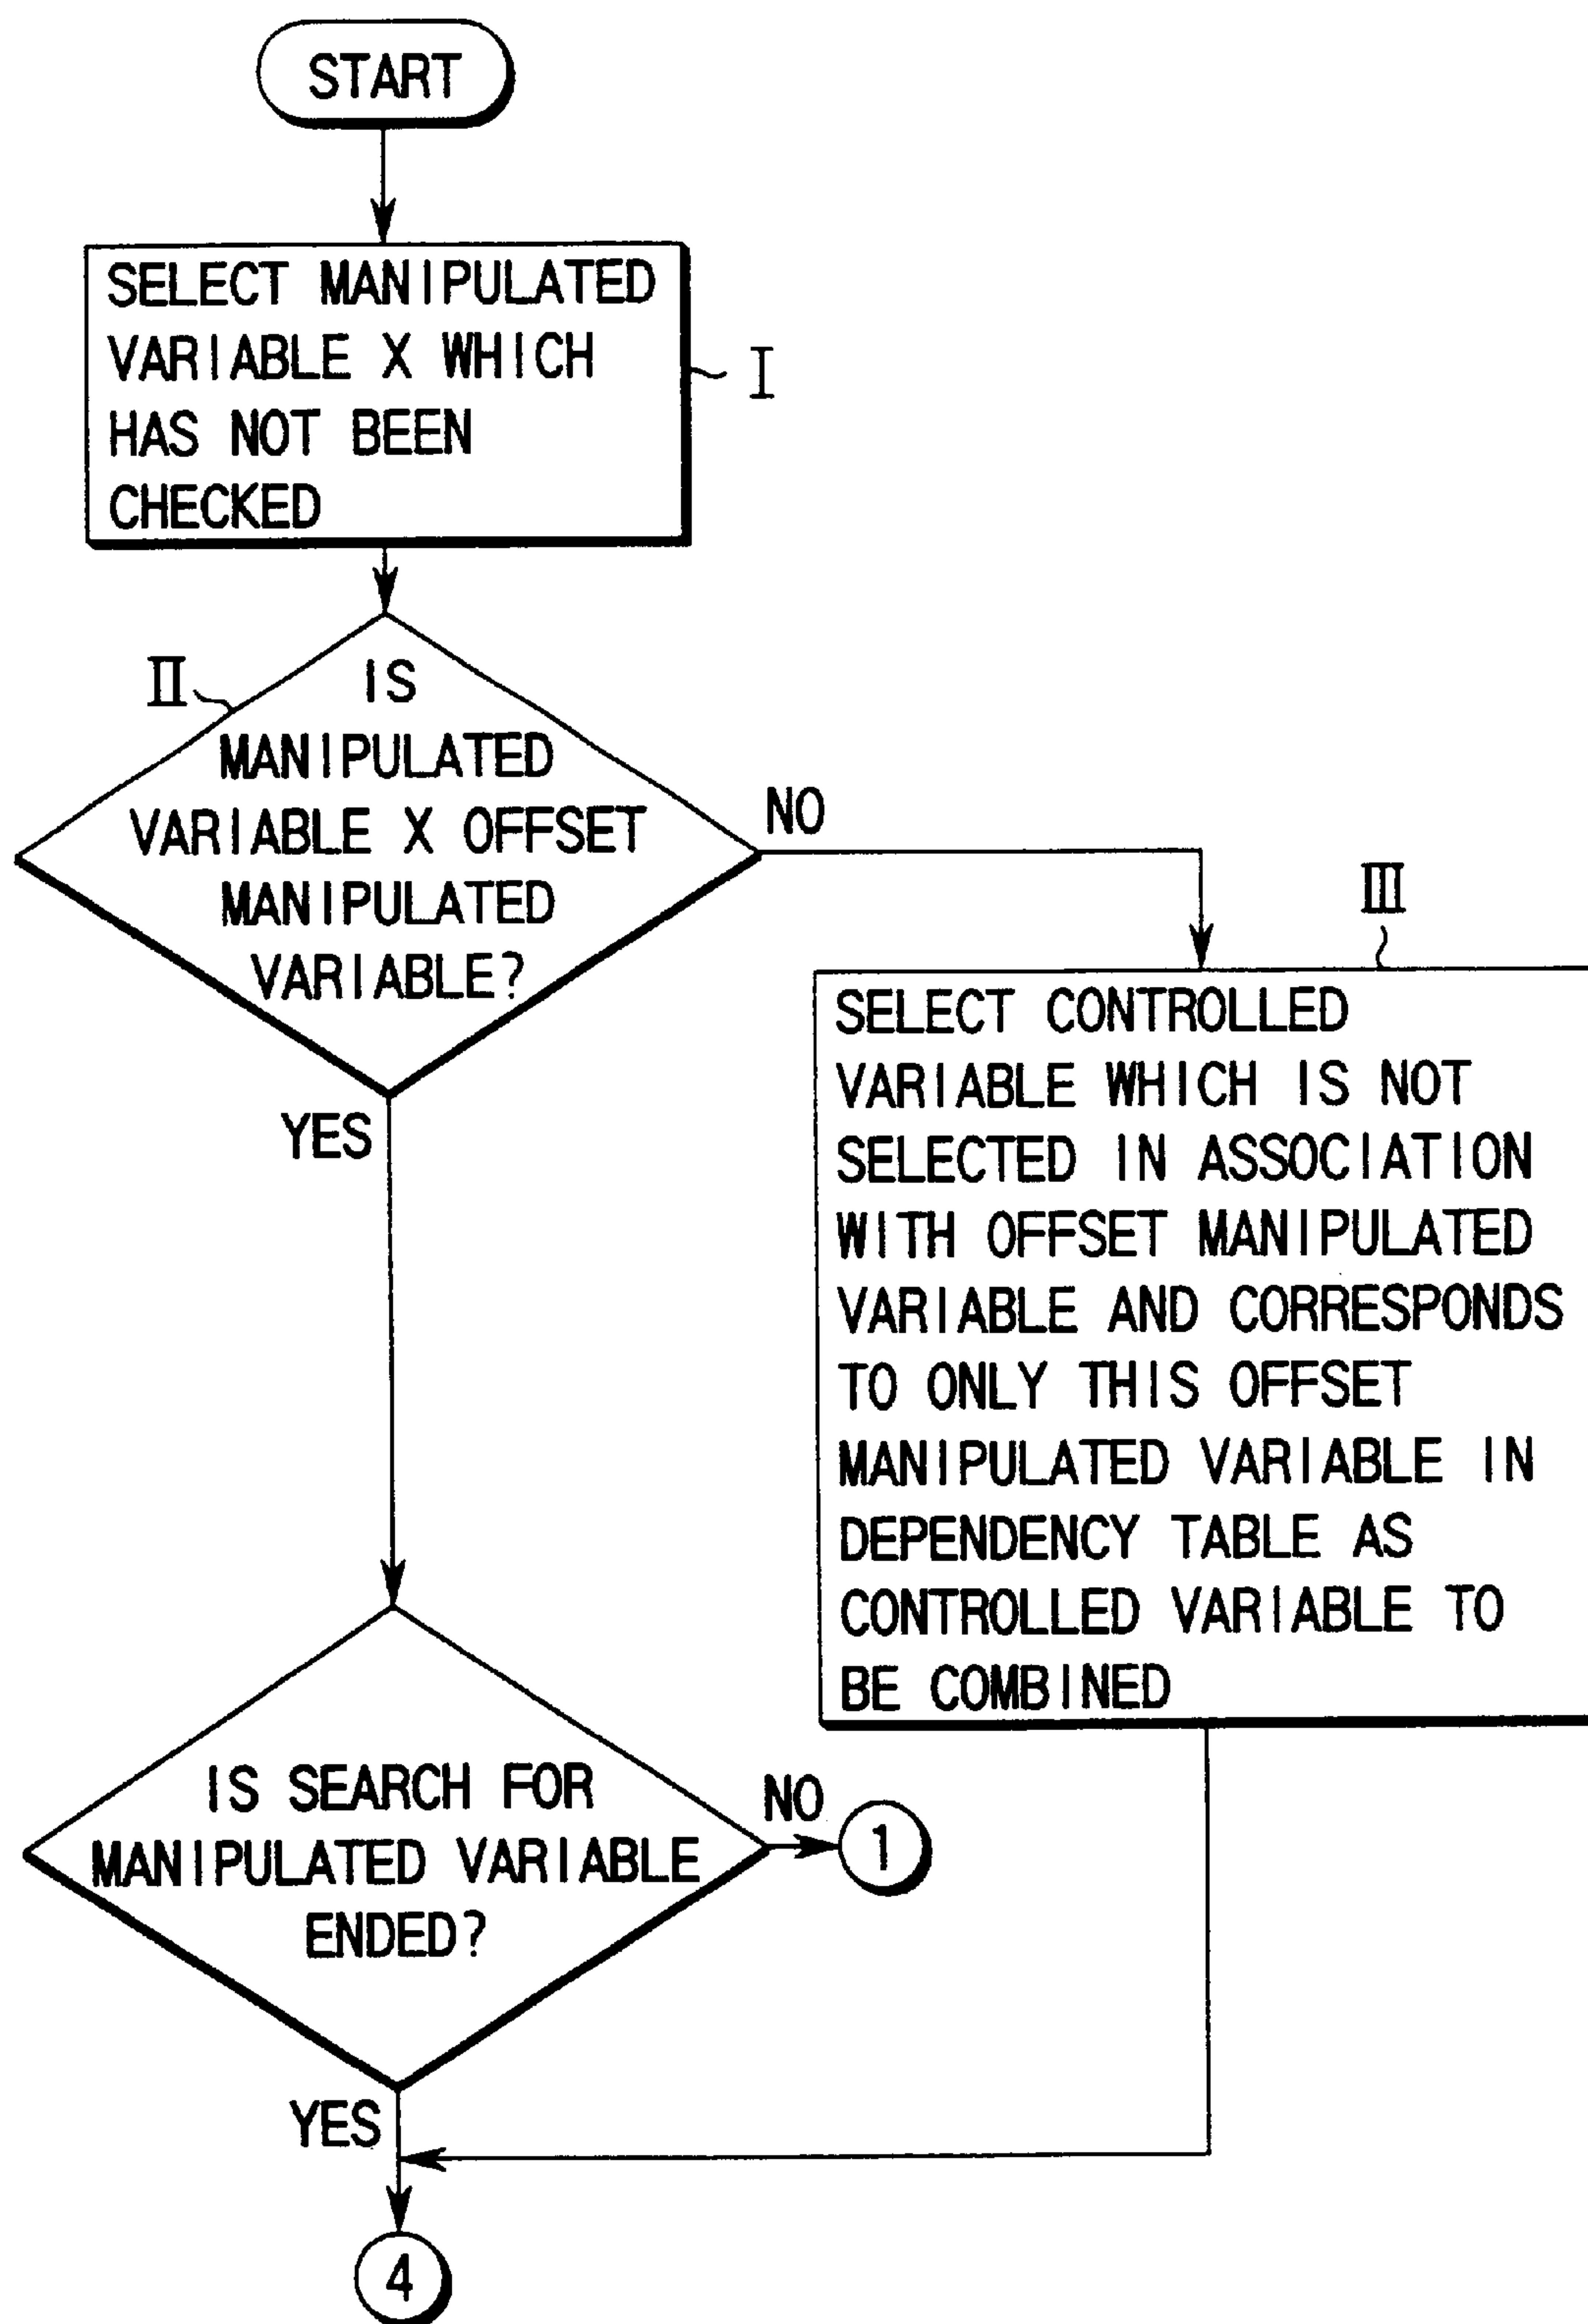 START
SELECT MANIPULATED
VARIABLE X WHICH
HAS NOT BEEN
CHECKED
I
II
IS
MANIPULATED
VARIABLE X OFFSET
MANIPULATED
VARIABLE?
NO
YES
III
SELECT CONTROLLED
VARIABLE WHICH IS NOT
SELECTED IN ASSOCIATION
WITH OFFSET MANIPULATED
VARIABLE AND CORRESPONDS
TO ONLY THIS OFFSET
MANIPULATED VARIABLE IN
DEPENDENCY TABLE AS
CONTROLLED VARIABLE TO
BE COMBINED
IS SEARCH FOR
MANIPULATED VARIABLE
ENDED?
NO
1
YES
4